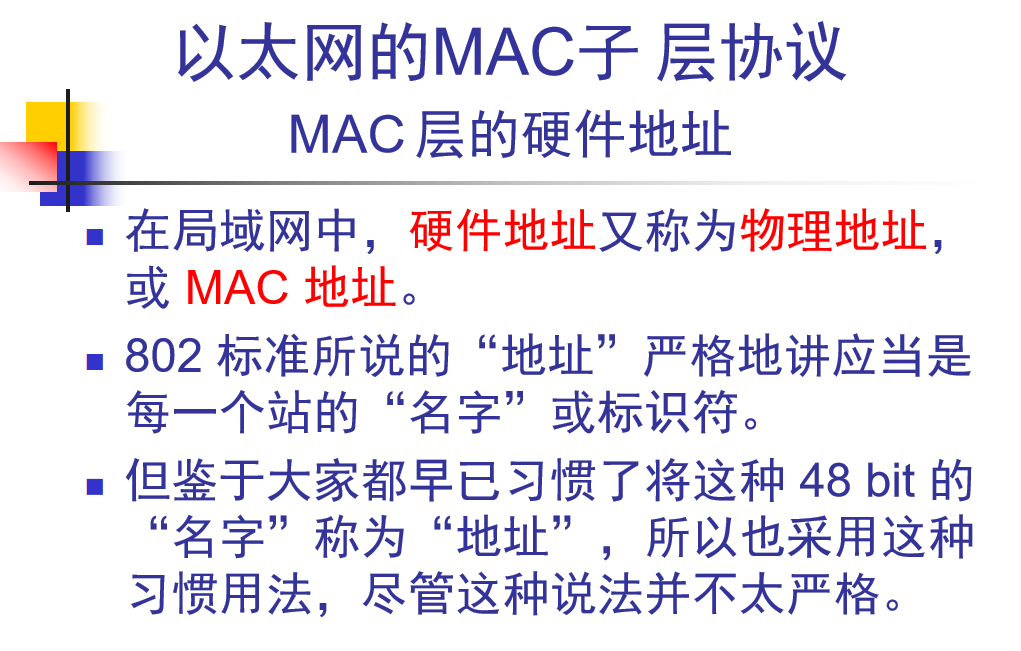 以太网的MAC子 层协议
MAC 层的硬件地址
在局域网中，硬件地址又称为物理地址，
或 MAC 地址。
802 标准所说的“地址”严格地讲应当是
每一个站的“名字”或标识符。
但鉴于大家都早已习惯了将这种 48 bit 的
“名字”称为“地址”，所以也采用这种
习惯用法，尽管这种说法并不太严格。